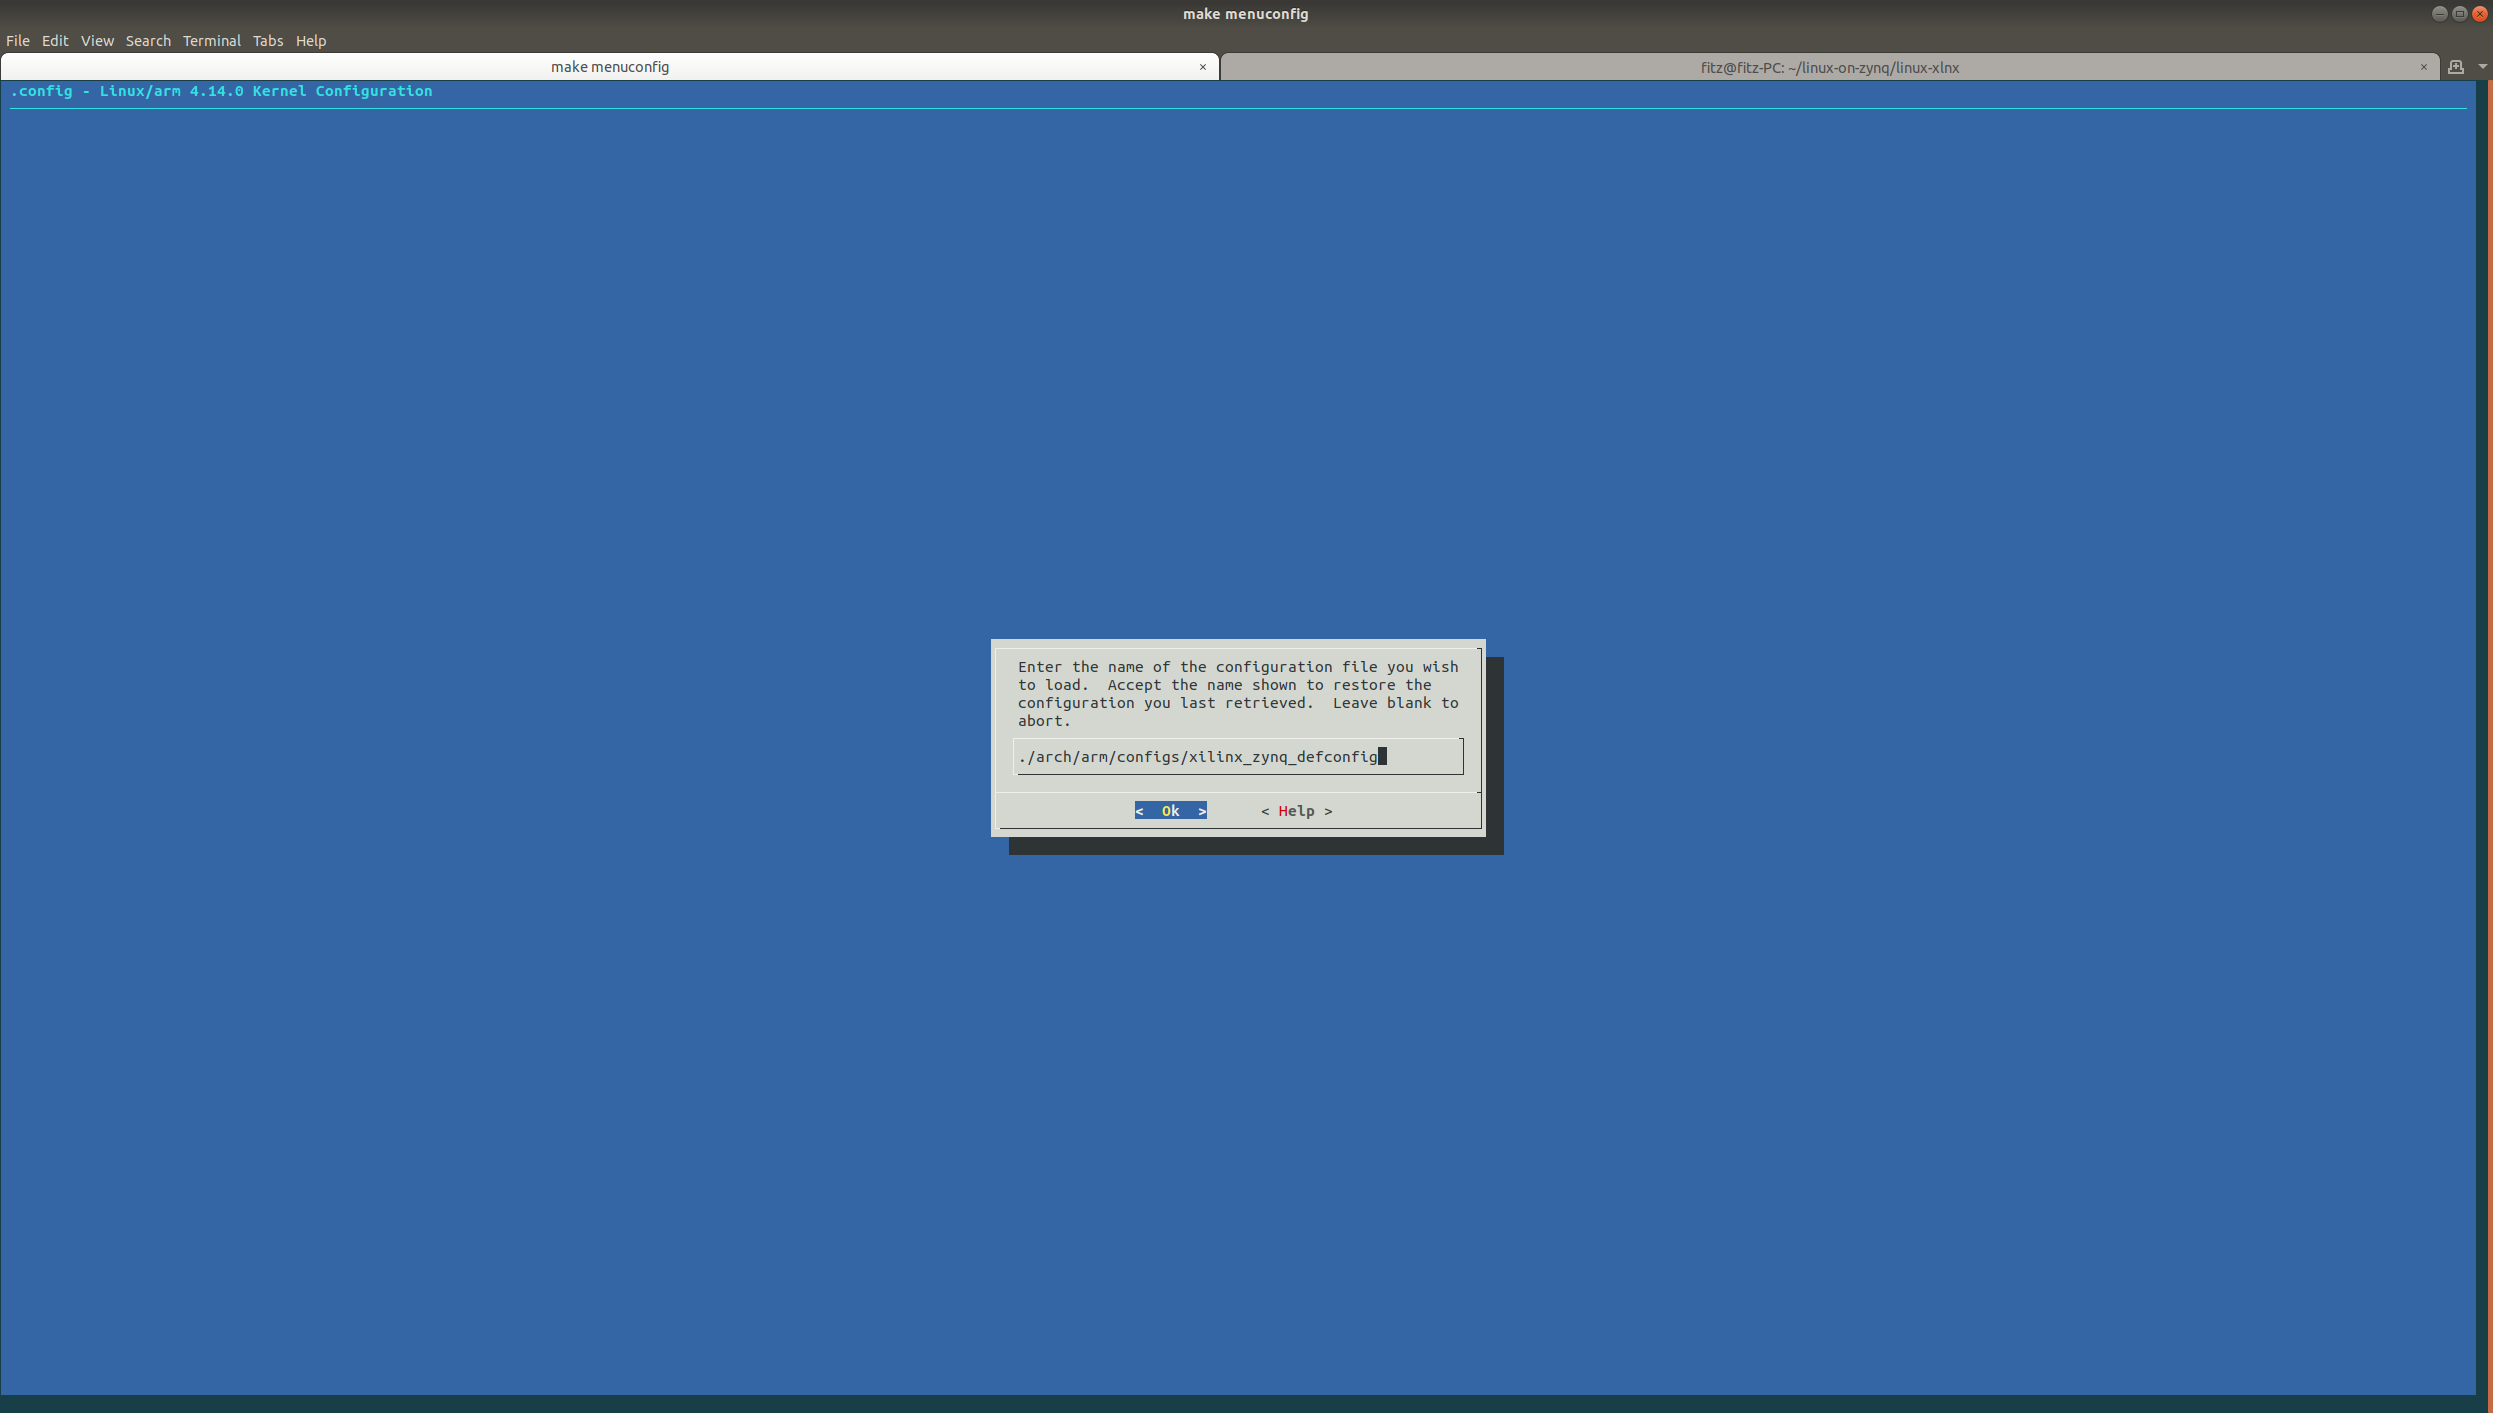 make menuconfig
File Edit View Search Terminal Tabs Help
make menuconfig
fitz@fitz-PC: ~/linux-on-zynq/linux-xlnx
.config - Linux/arm 4.14.0 Kernel Configuration
Enter the name of the configuration file you wish
to load.  Accept the name shown to restore the
configuration you last retrieved.  Leave blank to
abort.
./arch/arm/configs/xilinx_zynq_defconfig
<  Ok  > < Help >